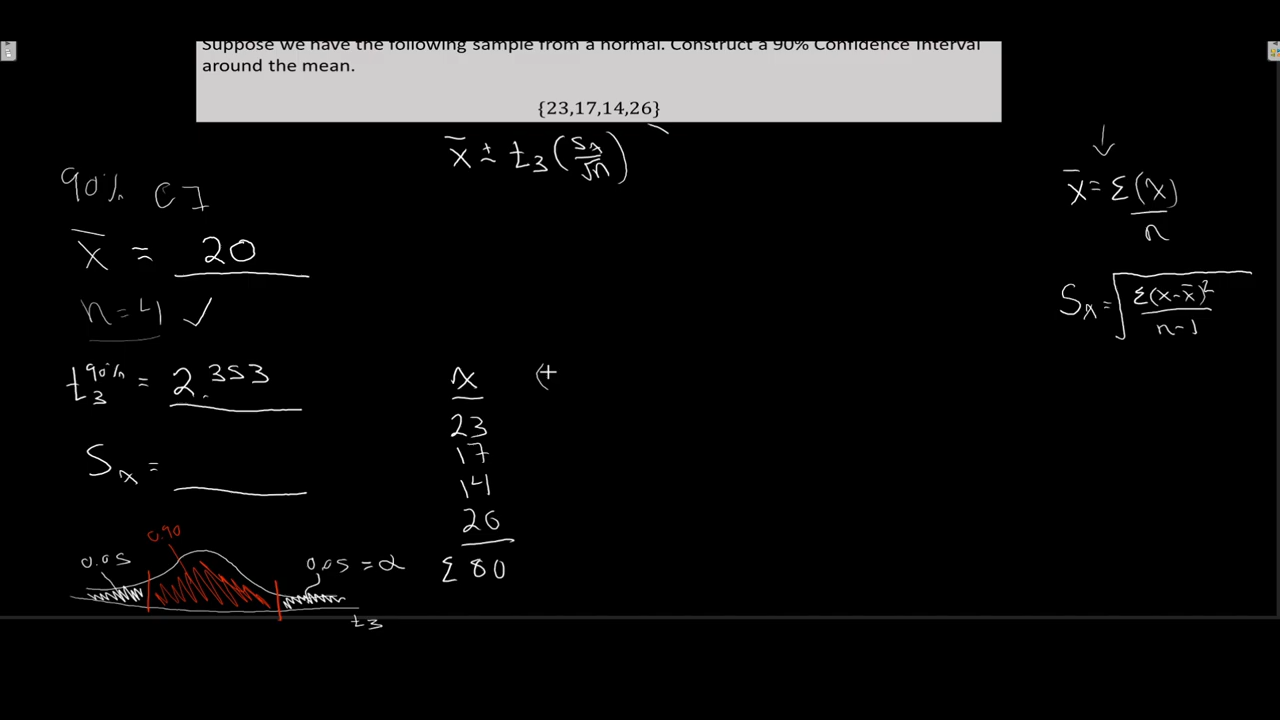 Suppose we have the following sample from a normal. Construct a 90% Confidence Interval
around the mean.
{23,17,14,26}
x̄ ± t₃ (Sx/√n)
90% CI
x̄ = 20
n = 4 ✓
t₃^90% = 2.353
Sx =
0.05
0.90
0.05 = α
t₃
x
23
17
14
26
Σ 80
(+
↓
x̄ = Σ(x)/n
Sx = √(Σ(x-x̄)²/(n-1))